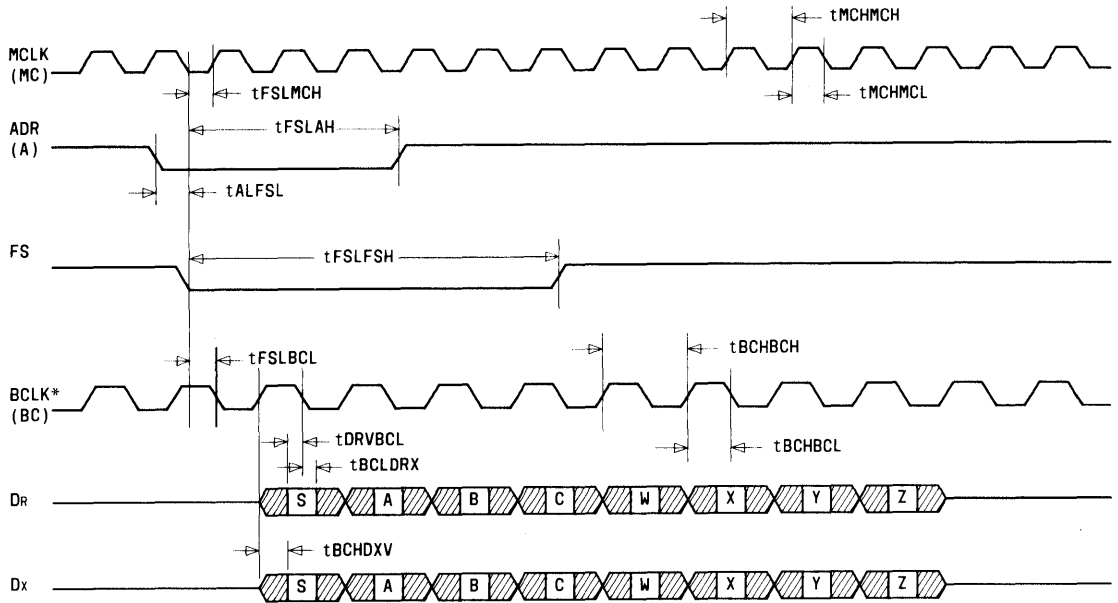 tMCHMCH
MCLK
(MC)
tFSLMCH
tMCHMCL
ADR
(A)
tFSLAH
tALFSL
FS
tFSLFSH
tFSLBCL
tBCHBCH
BCLK*
(BC)
tDRVBCL
tBCHBCL
tBCLDRX
DR S A B C W X Y Z
tBCHDXV
DX S A B C W X Y Z